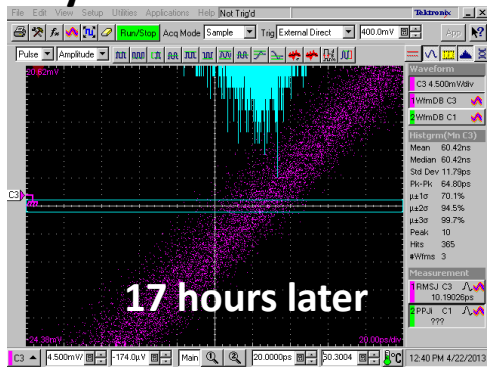 File Edit View Setup Utilities Applications Help Not Trig'd Tektronix
Run/Stop Acq Mode Sample Trig External Direct 400.0mV App
Pulse Amplitude
20.62mV
Waveform
C3 4.500mV/div
1 WfmDB C3
2 WfmDB C1
Histgrm(Mn C3)
Mean 60.42ns
Median 60.42ns
Std Dev 11.79ps
Pk-Pk 64.80ps
µ±1σ 70.1%
µ±2σ 94.5%
µ±3σ 99.7%
Peak 10
Hits 365
#Wfms 3
C3
Measurement
1 RMSJ C3
10.19026ps
2 PPJi C1
???
17 hours later
-24.38mV
20.00ps/div
C3 4.500mV/ -174.0µV Main 20.0000ps 60.3004 °C 12:40 PM 4/22/2013